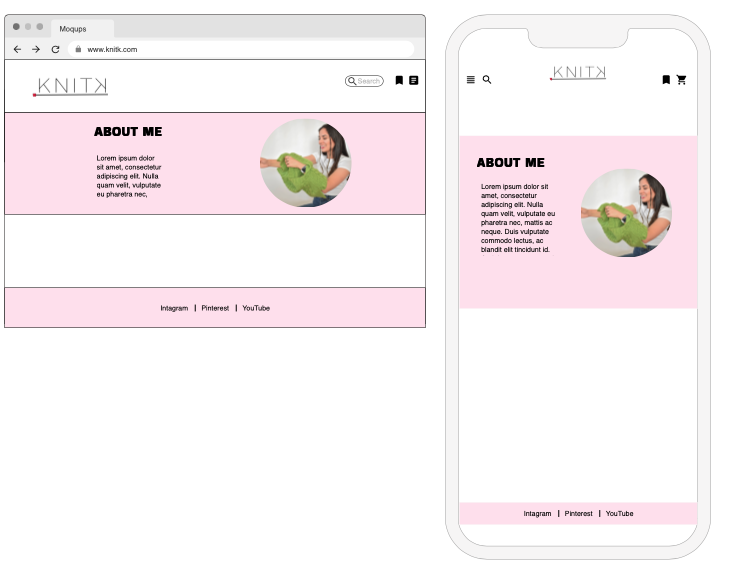 Moqups
www.knitk.com
KNITK
Search
ABOUT ME
Lorem ipsum dolor
sit amet, consectetur
adipiscing elit. Nulla
quam velit, vulputate
eu pharetra nec,
Intagram | Pinterest | YouTube
KNITK
ABOUT ME
Lorem ipsum dolor sit
amet, consectetur
adipiscing elit. Nulla
quam velit, vulputate eu
pharetra nec, mattis ac
neque. Duis vulputate
commodo lectus, ac
blandit elit tincidunt id.
Intagram | Pinterest | YouTube